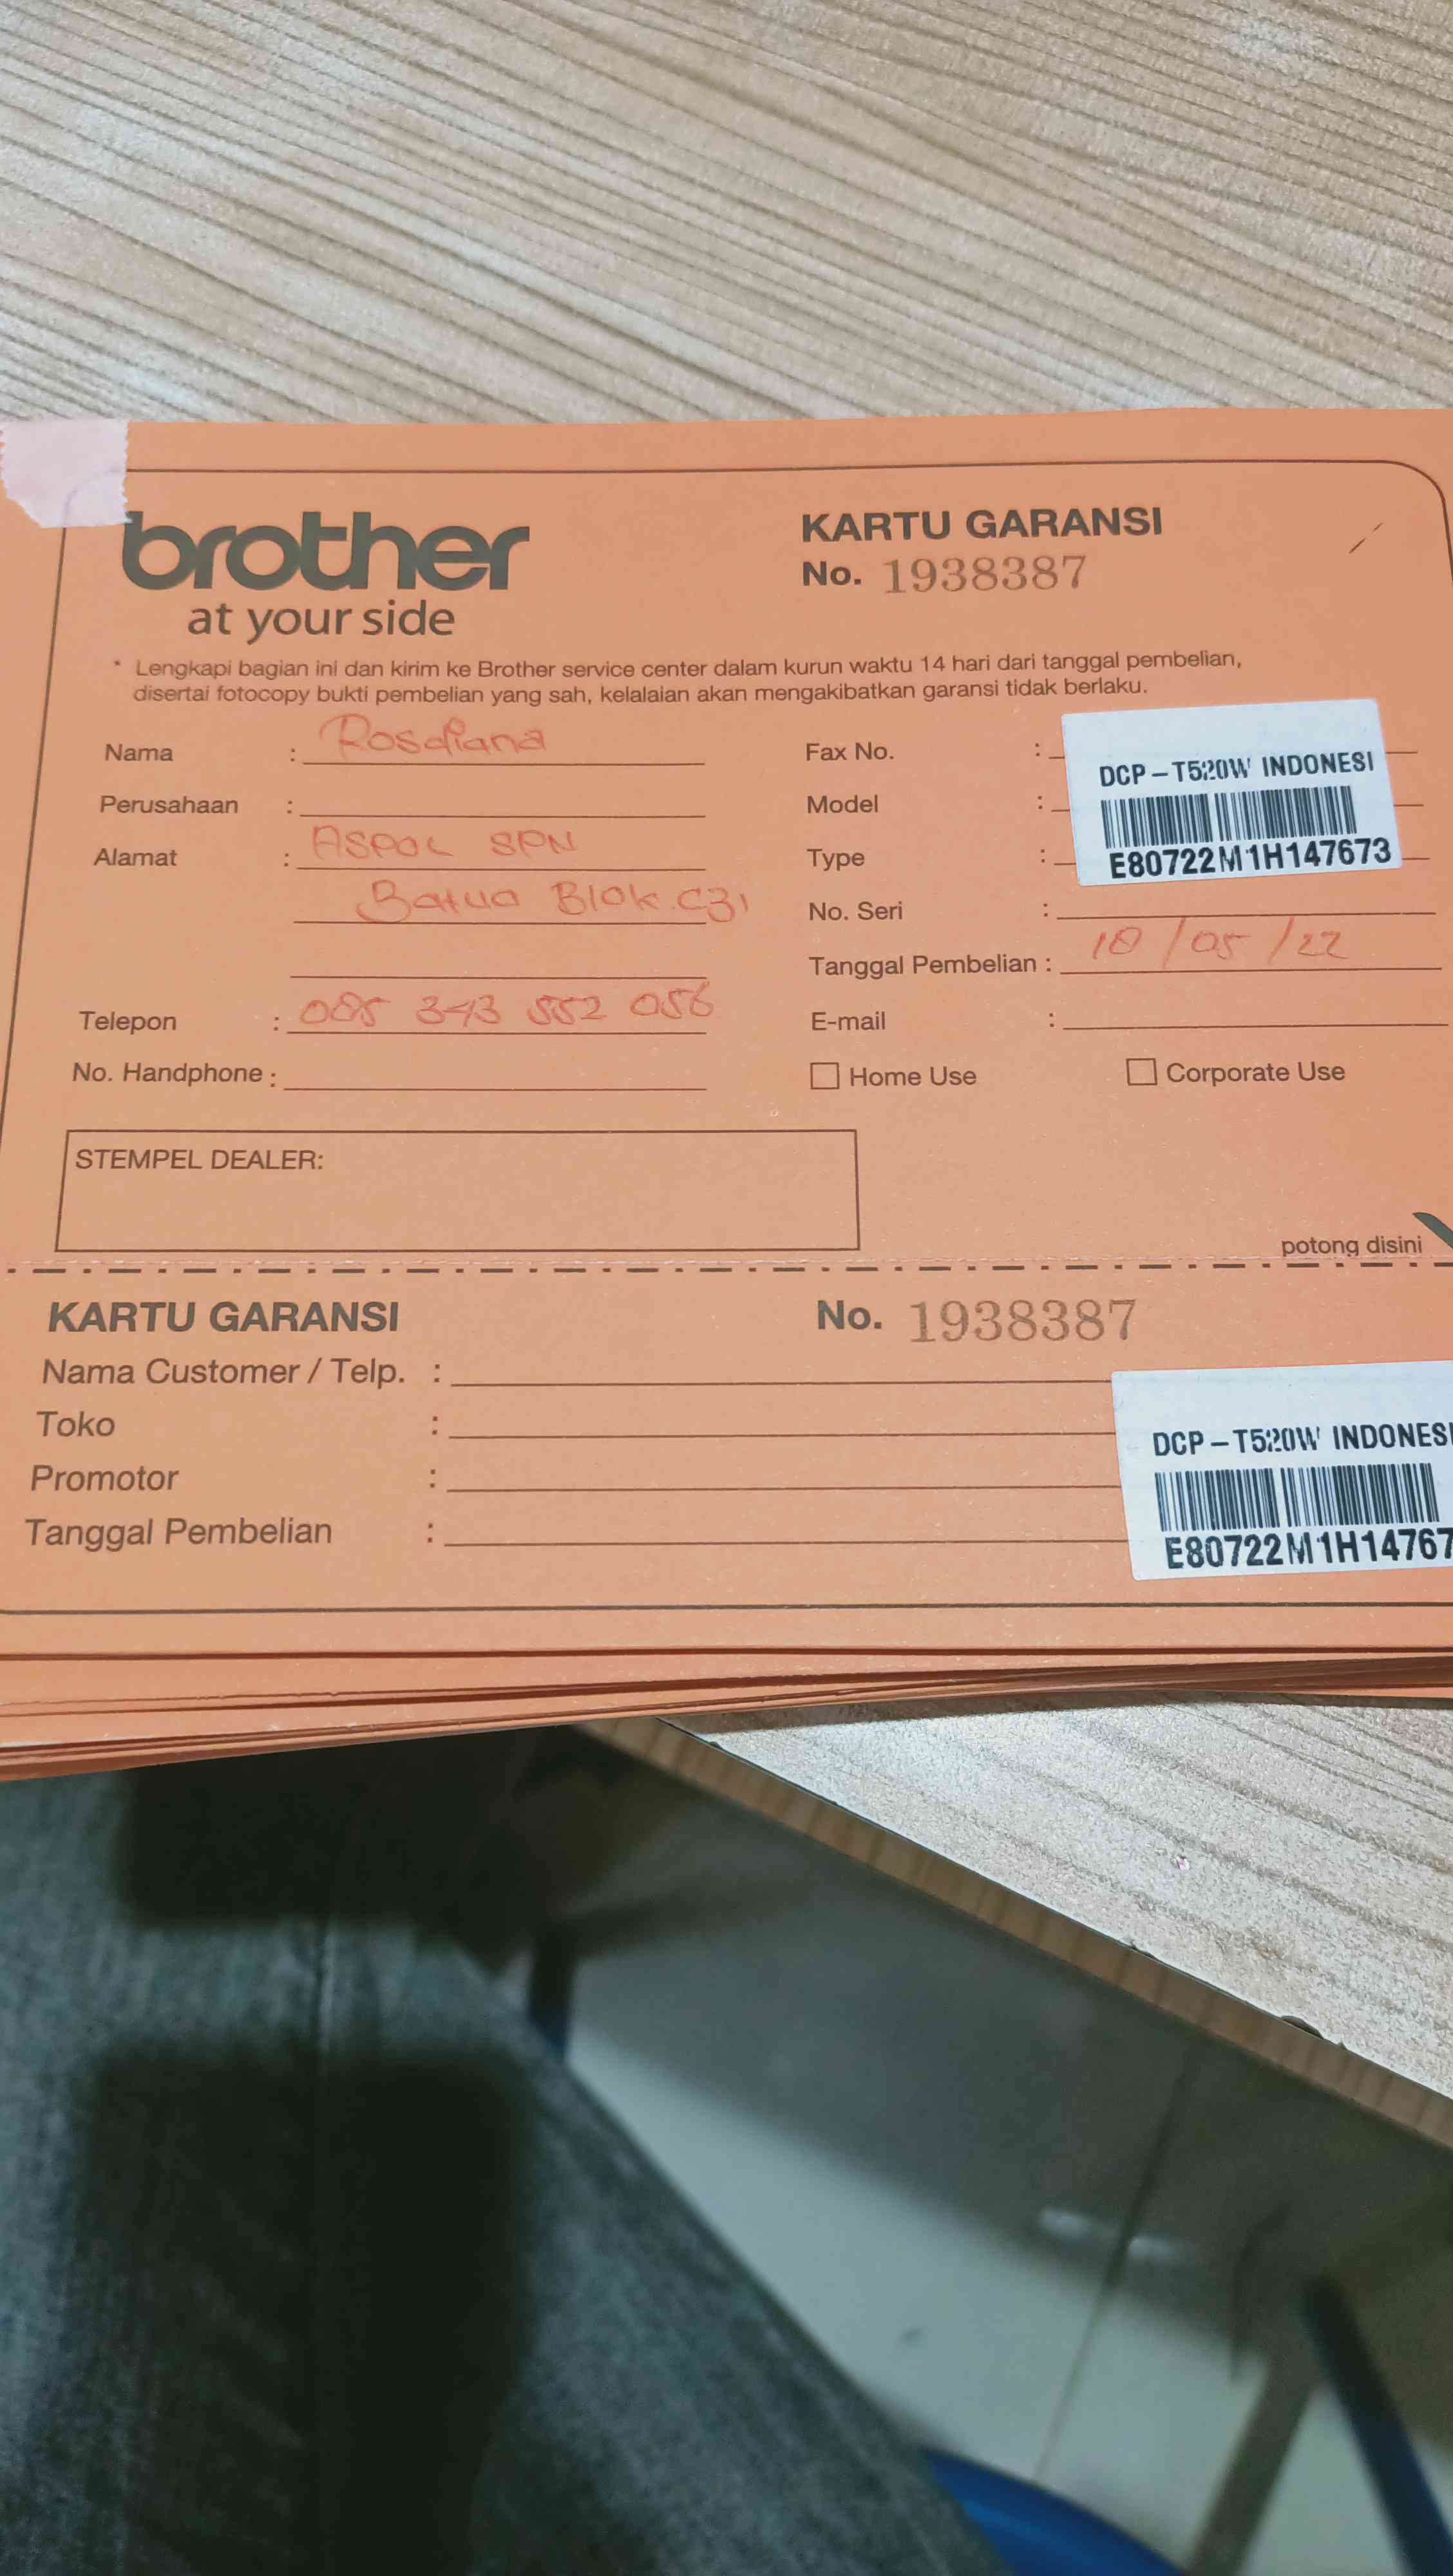 brother
at your side
KARTU GARANSI
No. 1938387
* Lengkapi bagian ini dan kirim ke Brother service center dalam kurun waktu 14 hari dari tanggal pembelian,
disertai fotocopy bukti pembelian yang sah, kelalaian akan mengakibatkan garansi tidak berlaku.
Nama : Rosdiana
Perusahaan :
Alamat : ASPOL SPN
Batua Blok.C31
Telepon : 085 343 552 056
No. Handphone :
Fax No. :
Model :
Type :
DCP-T520W INDONESI
E80722M1H147673
No. Seri :
Tanggal Pembelian : 10/05/22
E-mail :
Home Use Corporate Use
STEMPEL DEALER:
potong disini
KARTU GARANSI No. 1938387
Nama Customer / Telp. :
Toko :
Promotor :
Tanggal Pembelian :
DCP-T520W INDONESI
E80722M1H14767